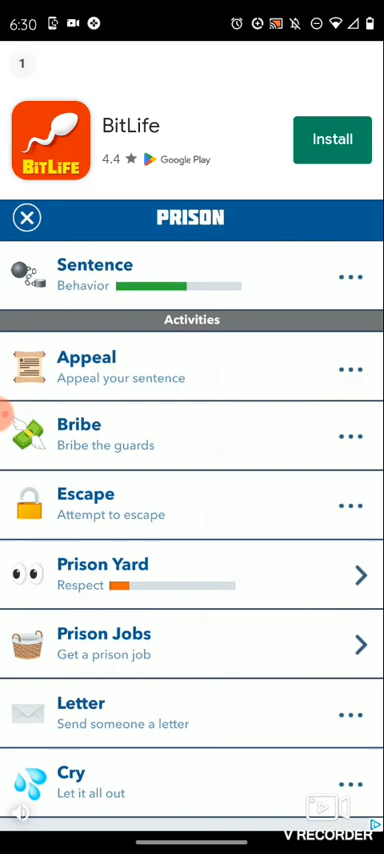 6:30
1
BitLife
4.4 ★ Google Play
Install
BITLIFE
PRISON
Sentence
Behavior
Activities
Appeal
Appeal your sentence
Bribe
Bribe the guards
Escape
Attempt to escape
Prison Yard
Respect
Prison Jobs
Get a prison job
Letter
Send someone a letter
Cry
Let it all out
V RECORDER